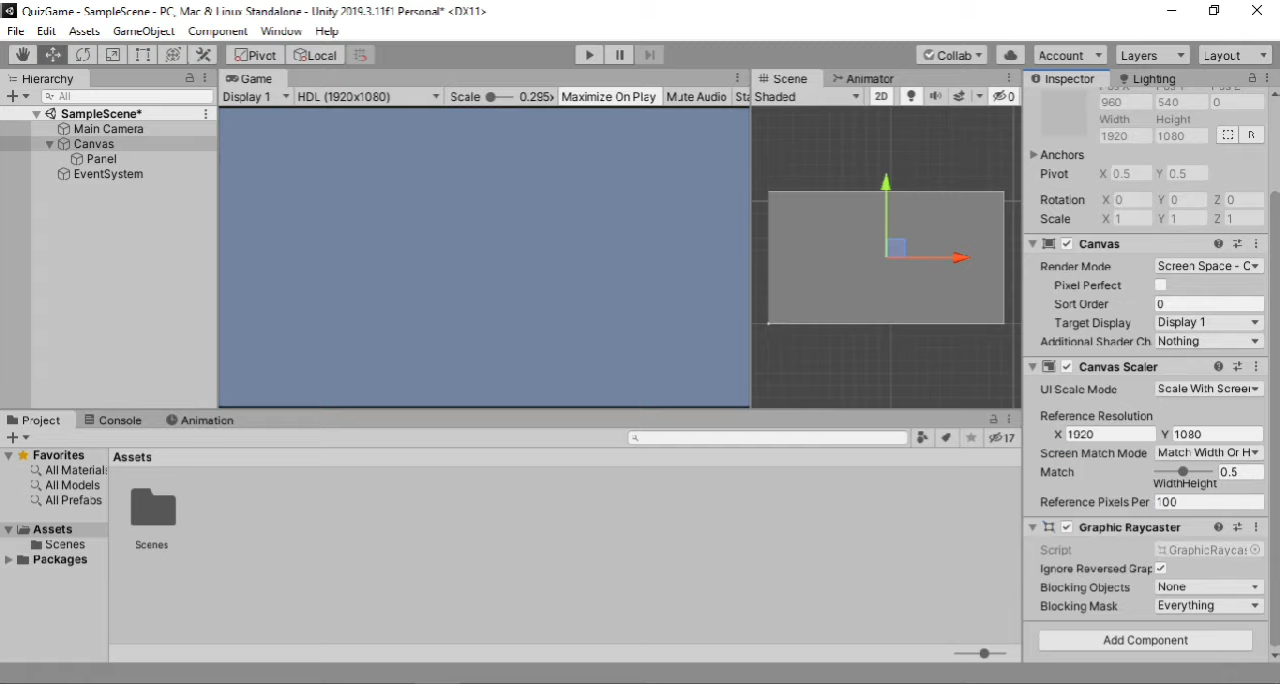 QuizGame - SampleScene - PC, Mac & Linux Standalone - Unity 2019.3.11f1 Personal* <DX11>
File Edit Assets GameObject Component Window Help
Pivot Local Collab Account Layers Layout
Hierarchy Game Scene Animator Inspector Lighting
All Display 1 HDL (1920x1080) Scale 0.295x Maximize On Play Mute Audio Sta Shaded 2D 0
SampleScene*
Main Camera
Canvas
Panel
EventSystem
960 540 0
Width Height
1920 1080 R
Anchors
Pivot X 0.5 Y 0.5
Rotation X 0 Y 0 Z 0
Scale X 1 Y 1 Z 1
Canvas
Render Mode Screen Space - O
Pixel Perfect
Sort Order 0
Target Display Display 1
Additional Shader Ch Nothing
Canvas Scaler
UI Scale Mode Scale With Screen
Reference Resolution
X 1920 Y 1080
Screen Match Mode Match Width Or H
Match 0.5
Width Height
Reference Pixels Per 100
Graphic Raycaster
Script GraphicRaycas
Ignore Reversed Grap
Blocking Objects None
Blocking Mask Everything
Add Component
Project Console Animation
17
Favorites
All Materials
All Models
All Prefabs
Assets
Scenes
Packages
Assets
Scenes